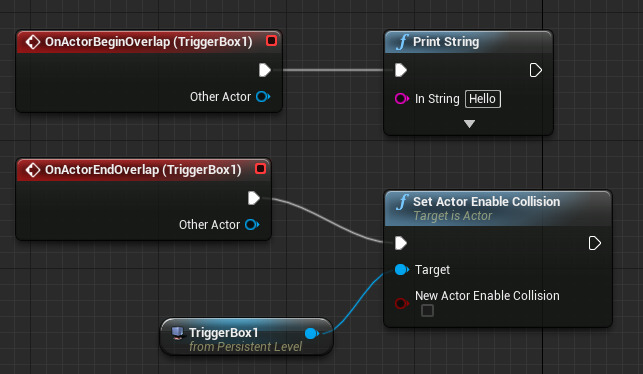 OnActorBeginOverlap (TriggerBox1)
Other Actor
f Print String
In String Hello
OnActorEndOverlap (TriggerBox1)
Other Actor
f Set Actor Enable Collision
Target is Actor
Target
New Actor Enable Collision
TriggerBox1
from Persistent Level